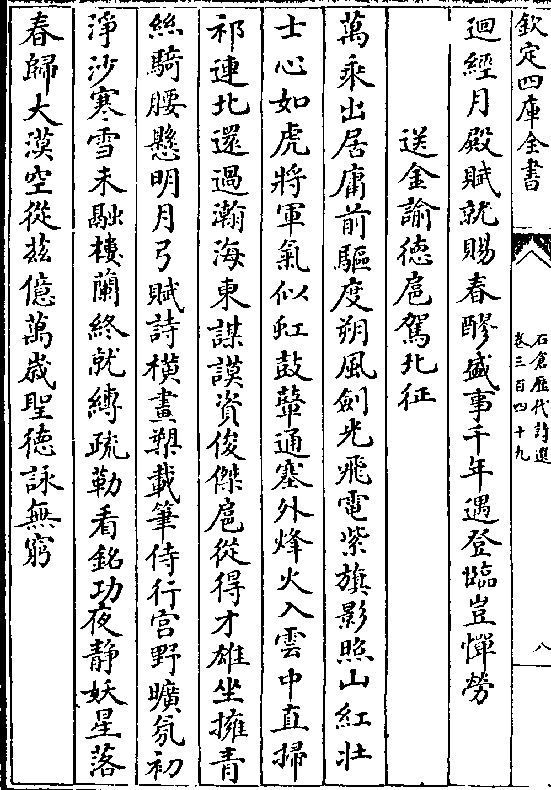 欽定四庫全書
石倉歷代詩選
卷三百四十九
八
迴經月殿賦就賜春醪盛事千年遇登臨豈憚勞
送金諭德扈駕北征
萬乘出居庸前驅度朔風劍光飛電紫旗影照山紅壯
士心如虎將軍氣似虹鼓鼙通塞外烽火入雲中直掃
祁連北還過瀚海東謀謨資俊傑扈從得才雄坐擁青
絲騎腰懸明月弓賦詩橫畫槊載筆侍行宫野曠氛初
淨沙寒雪未融樓蘭終就縛疏勒看銘功夜静妖星落
春歸大漠空從兹億萬歲聖德詠無窮